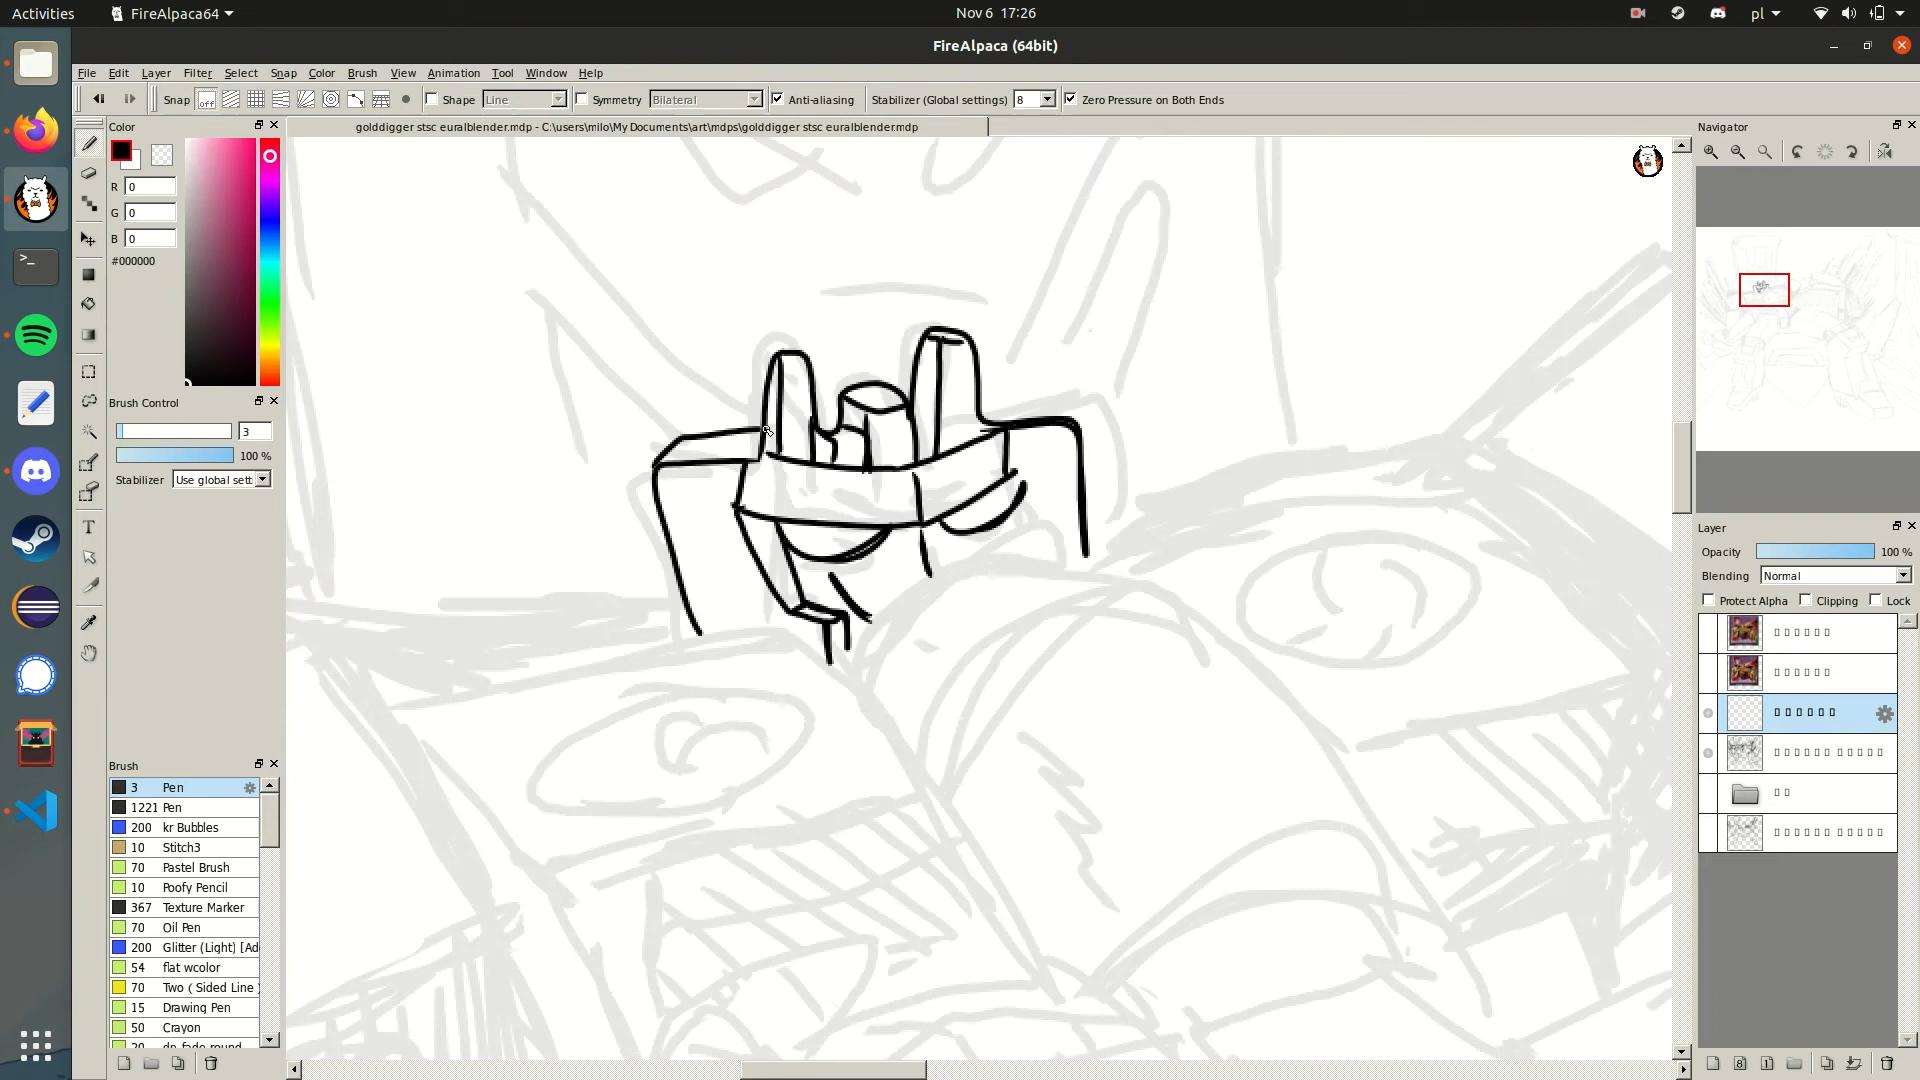 Activities
FireAlpaca64
Nov 6 17:26
pl
FireAlpaca (64bit)
File Edit Layer Filter Select Snap Color Brush View Animation Tool Window Help
Snap off Shape Line Symmetry Bilateral Anti-aliasing Stabilizer (Global settings) 8 Zero Pressure on Both Ends
Color
golddigger stsc euralblender.mdp - C:\users\milo\My Documents\art\mdps\golddigger stsc euralblender.mdp
R 0
G 0
B 0
#000000
Brush Control
3
100 %
Stabilizer Use global sett
Brush
3 Pen
1221 Pen
200 kr Bubbles
10 Stitch3
70 Pastel Brush
10 Poofy Pencil
367 Texture Marker
70 Oil Pen
200 Glitter (Light) [Ad
54 flat wcolor
70 Two ( Sided Line
15 Drawing Pen
50 Crayon
20 dp fade round
Navigator
Layer
Opacity 100 %
Blending Normal
Protect Alpha Clipping Lock